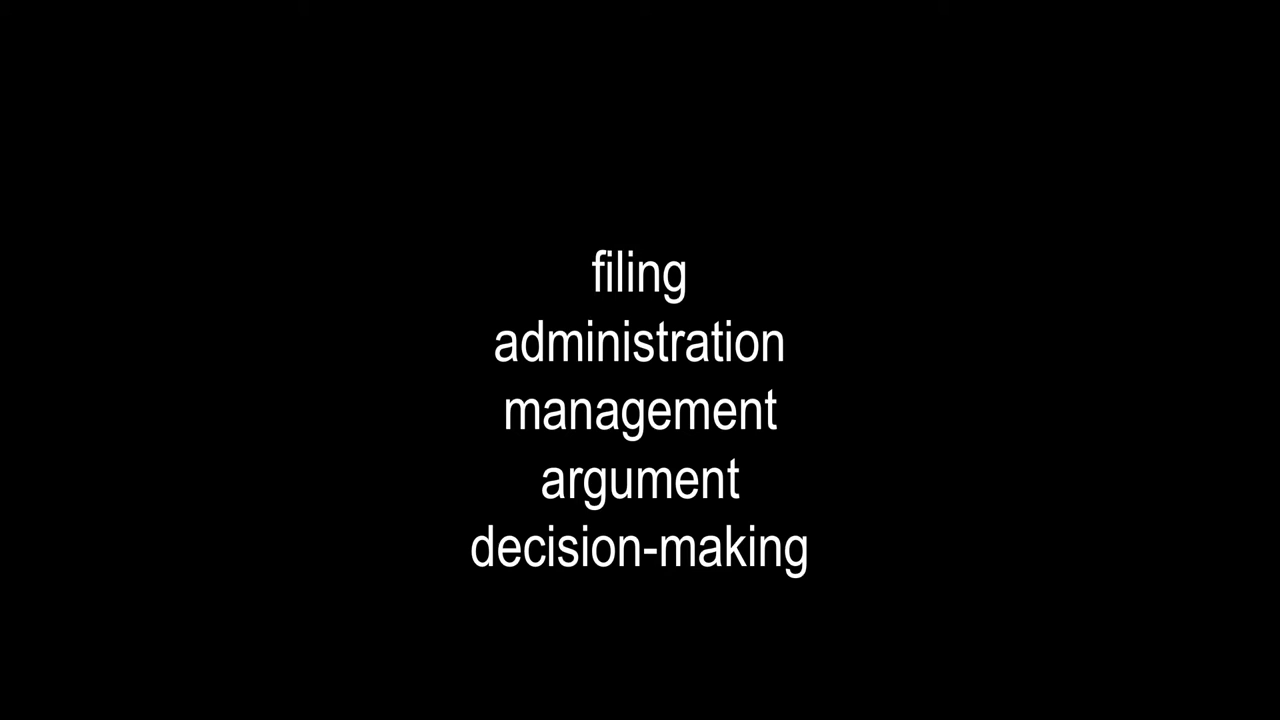 filing
administration
management
argument
decision-making